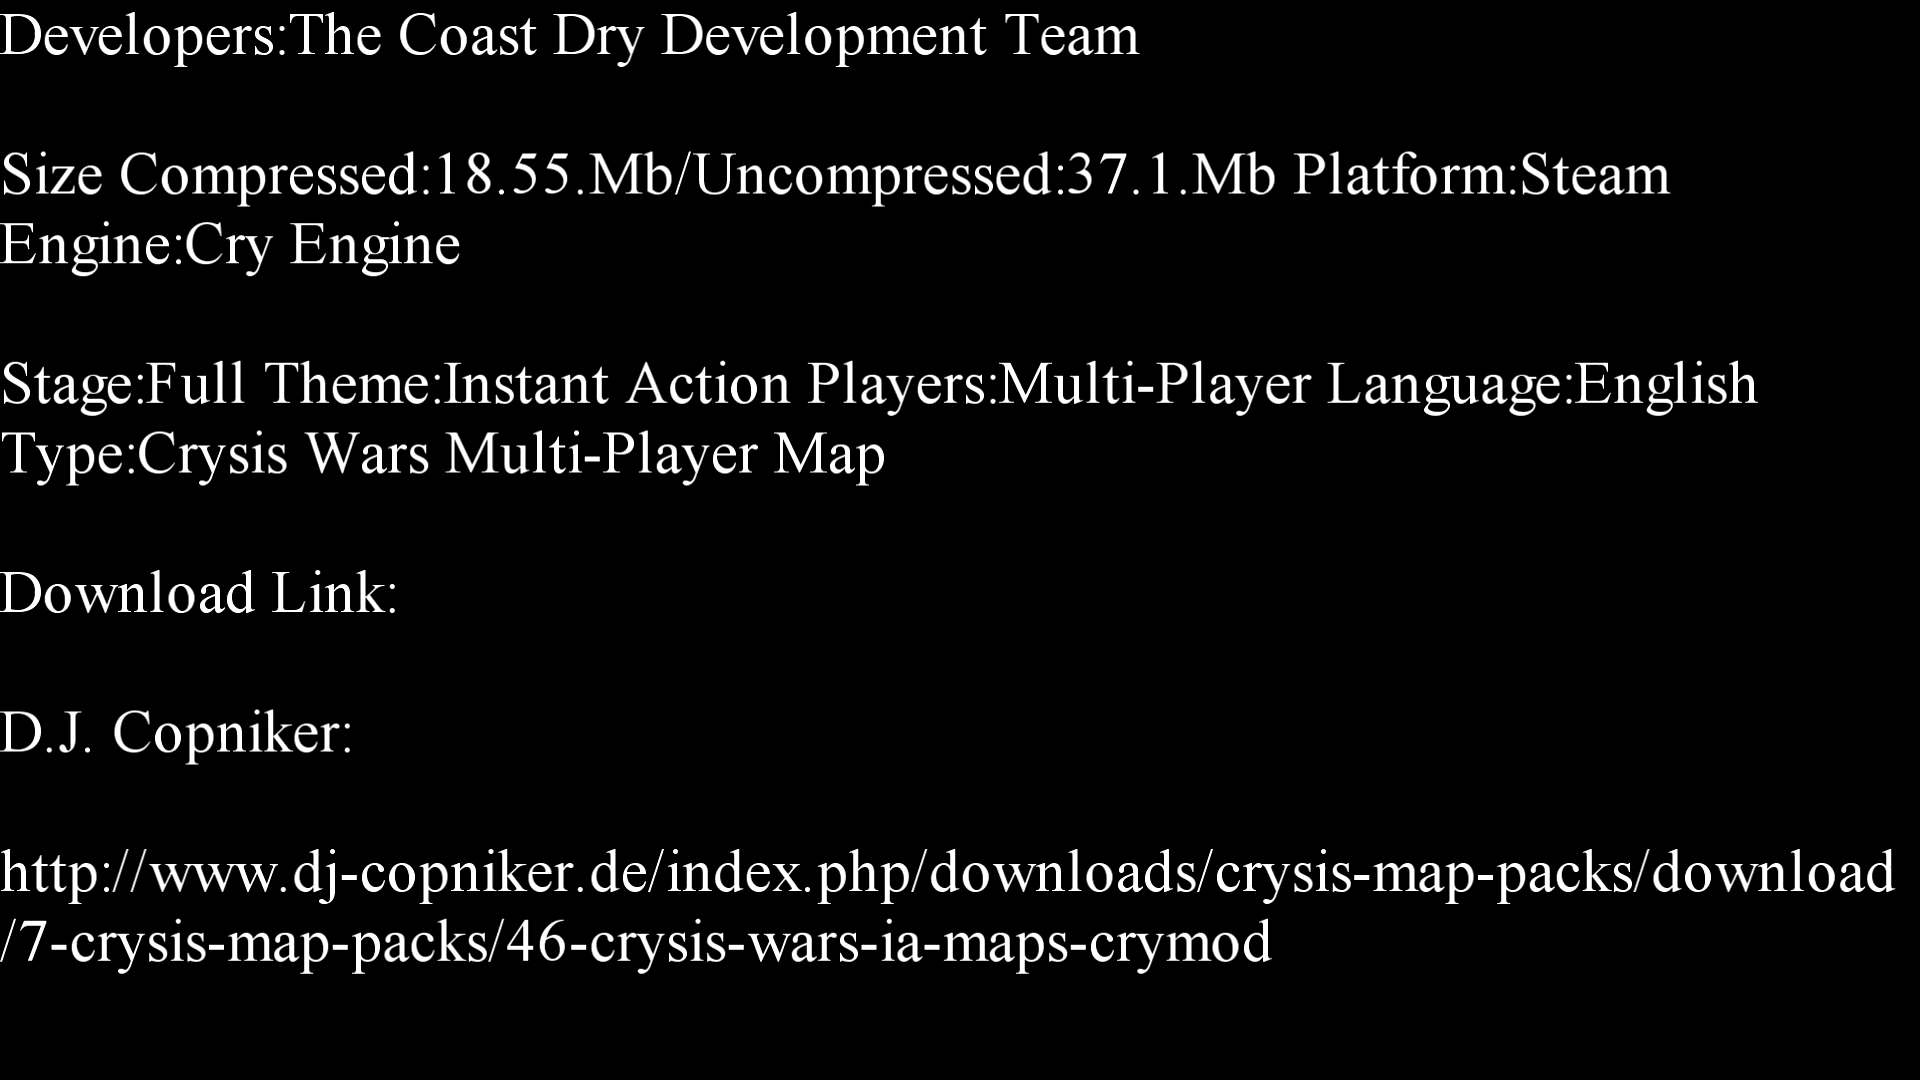 Developers:The Coast Dry Development Team
Size Compressed:18.55.Mb/Uncompressed:37.1.Mb Platform:Steam
Engine:Cry Engine
Stage:Full Theme:Instant Action Players:Multi-Player Language:English
Type:Crysis Wars Multi-Player Map
Download Link:
D.J. Copniker:
http://www.dj-copniker.de/index.php/downloads/crysis-map-packs/download
/7-crysis-map-packs/46-crysis-wars-ia-maps-crymod